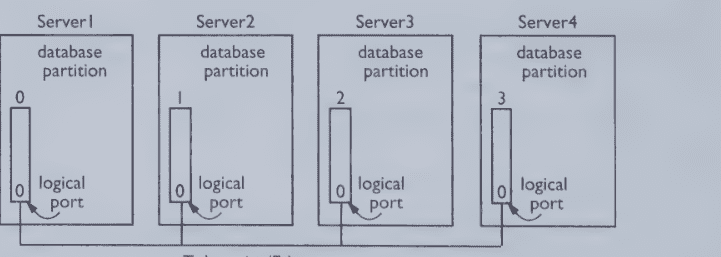 Server1
Server2
Server3
Server4
database
partition
database
partition
database
partition
database
partition
0
1
2
3
0
logical
port
0
logical
port
0
logical
port
0
logical
port